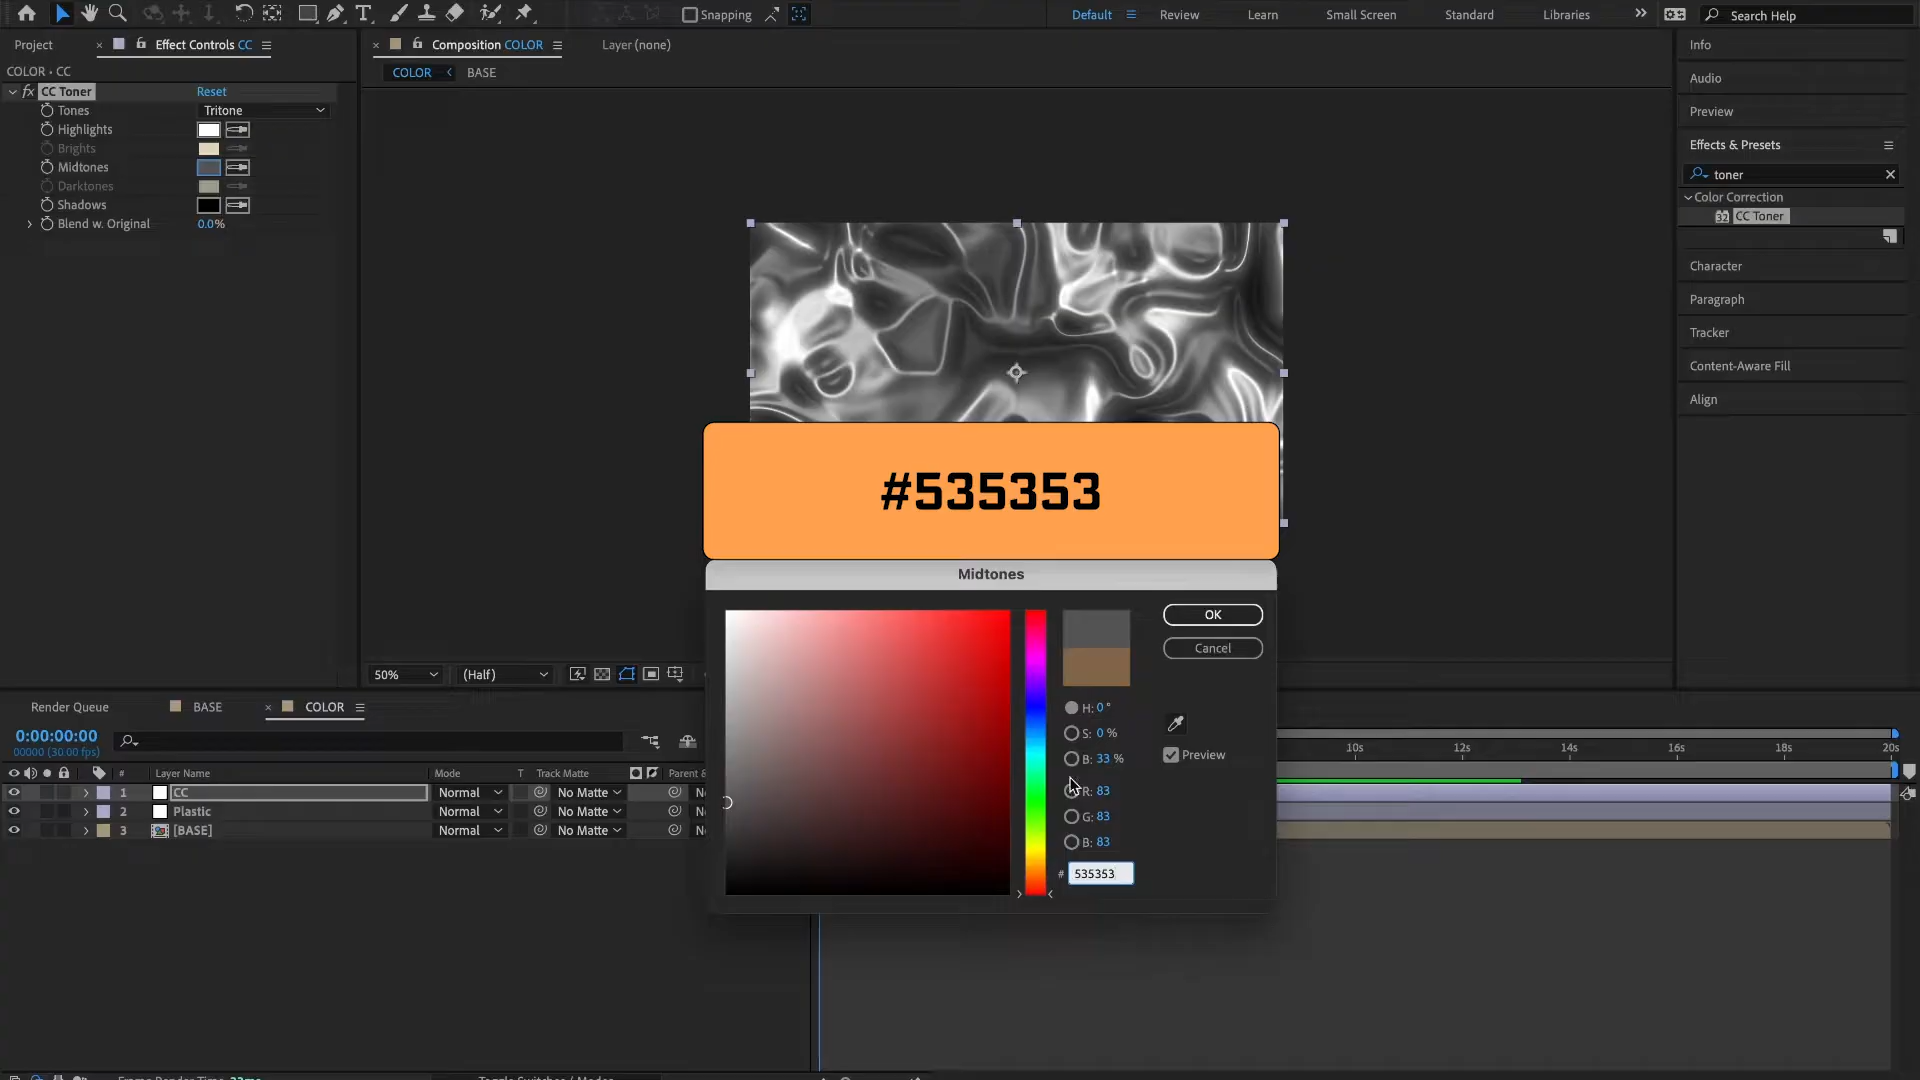 Snapping
Default
Review
Learn
Small Screen
Standard
Libraries
Search Help
Project
Effect Controls CC
Composition COLOR
Layer (none)
Info
COLOR • CC
COLOR
BASE
Audio
fx CC Toner
Reset
Tones
Tritone
Preview
Highlights
Brights
Effects & Presets
Midtones
toner
Darktones
Color Correction
Shadows
CC Toner
Blend w. Original
0.0%
Character
Paragraph
Tracker
Content-Aware Fill
Align
#535353
Midtones
OK
Cancel
50%
(Half)
H: 0 °
S: 0 %
B: 33 %
Preview
R: 83
G: 83
B: 83
# 535353
Render Queue
BASE
COLOR
0:00:00:00
00000 (30.00 fps)
10s
12s
14s
16s
18s
20s
#
Layer Name
Mode
T
Track Matte
Parent &
1
CC
Normal
No Matte
2
Plastic
Normal
No Matte
3
[BASE]
Normal
No Matte